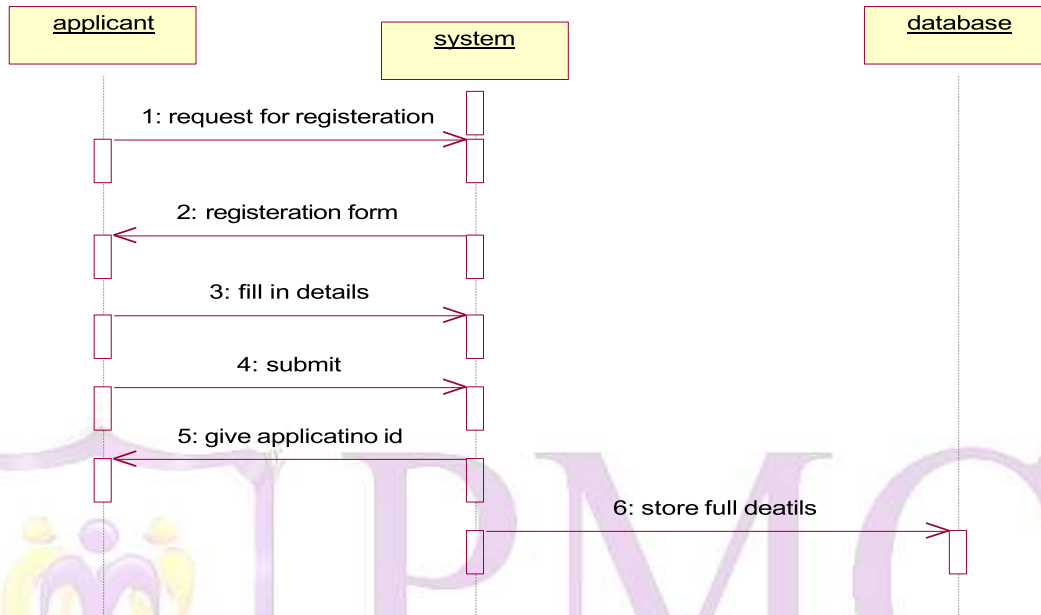 applicant
system
database
1: request for registeration
2: registeration form
3: fill in details
4: submit
5: give applicatino id
6: store full deatils
PMC